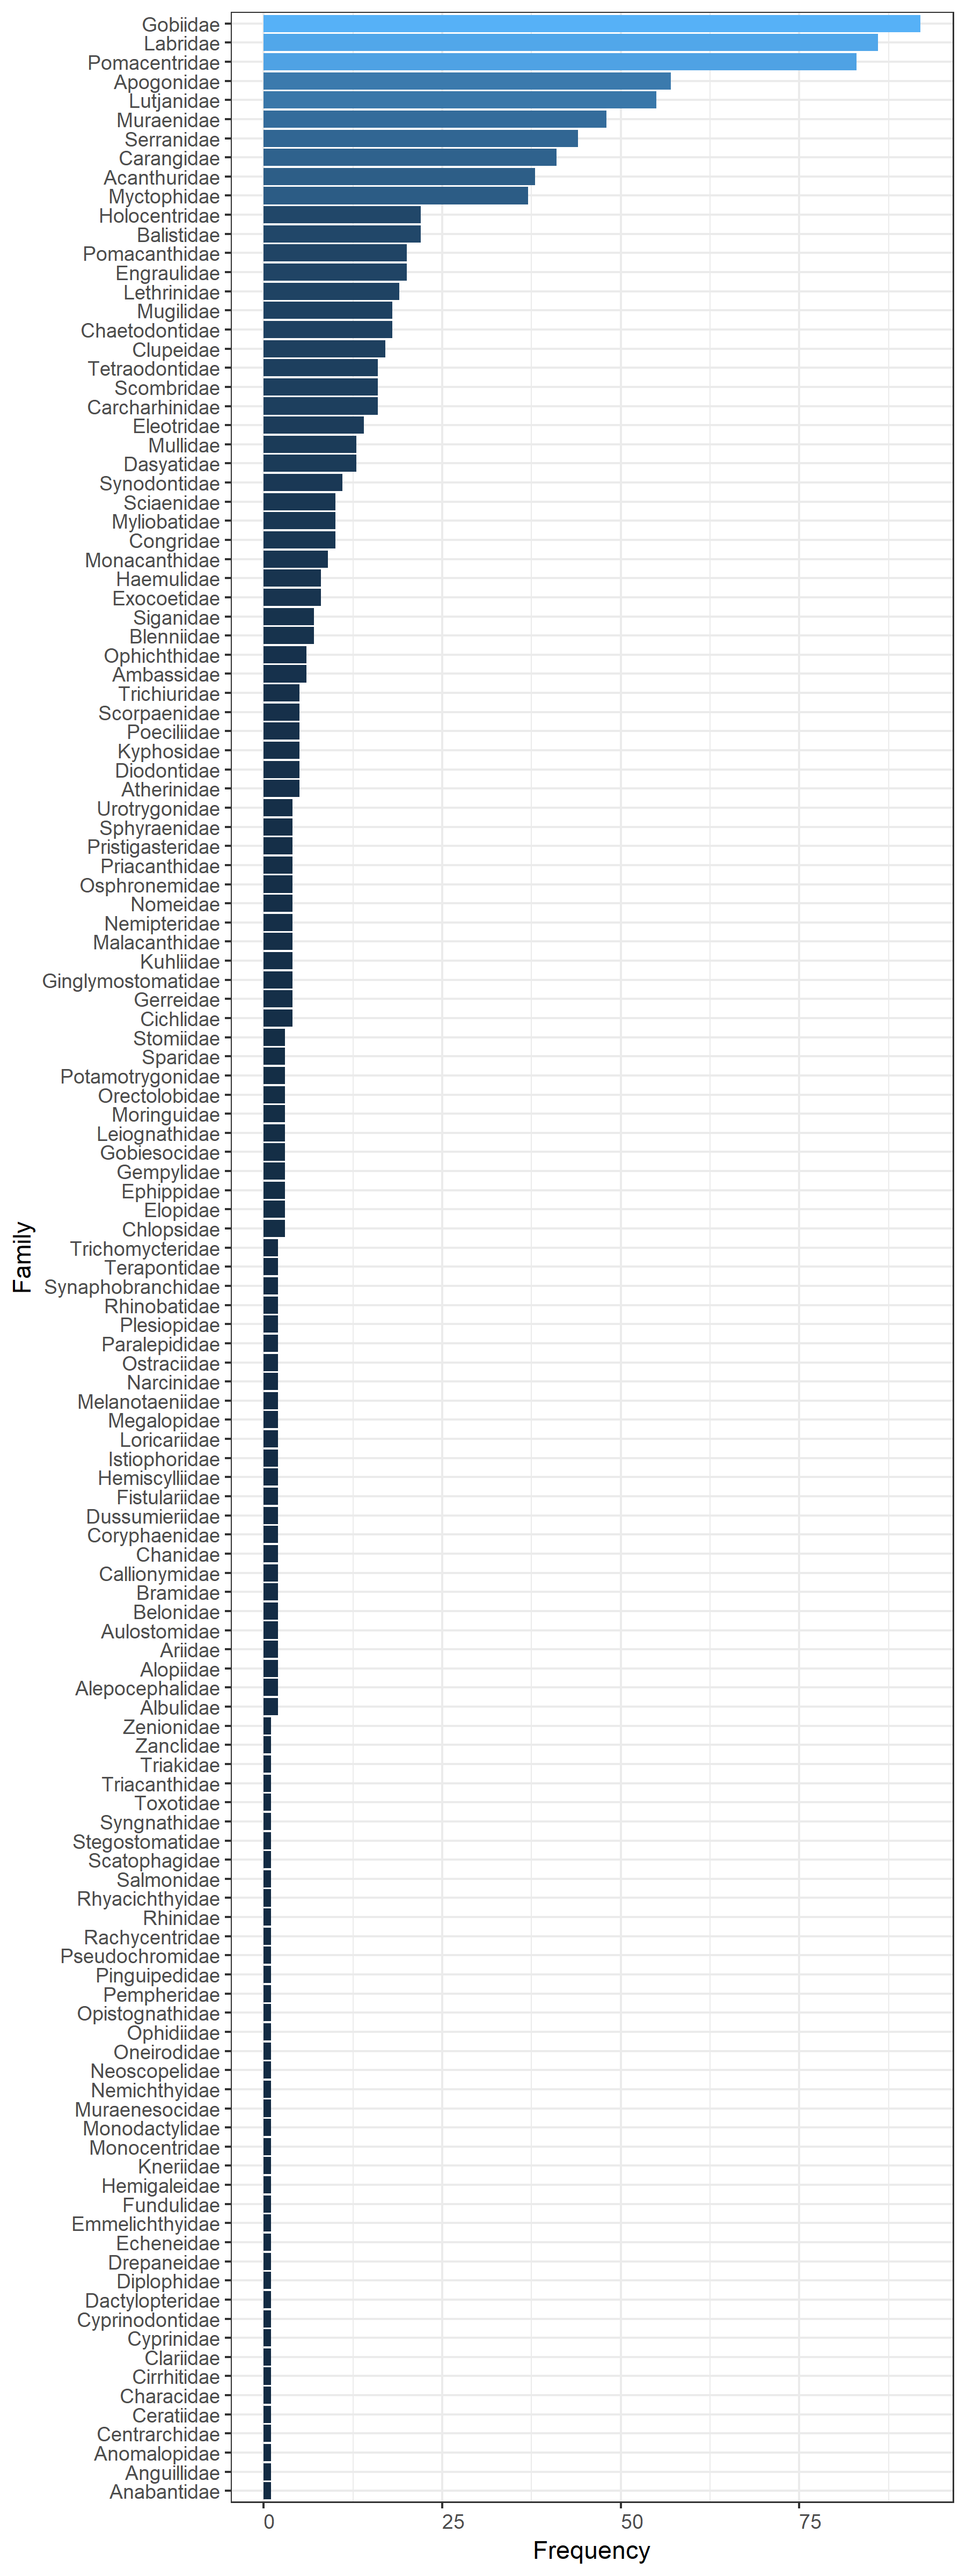 Gobiidae
Labridae
Pomacentridae
Apogonidae
Lutjanidae
Muraenidae
Serranidae
Carangidae
Acanthuridae
Myctophidae
Holocentridae
Balistidae
Pomacanthidae
Engraulidae
Lethrinidae
Mugilidae
Chaetodontidae
Clupeidae
Tetraodontidae
Scombridae
Carcharhinidae
Eleotridae
Mullidae
Dasyatidae
Synodontidae
Sciaenidae
Myliobatidae
Congridae
Monacanthidae
Haemulidae
Exocoetidae
Siganidae
Blenniidae
Ophichthidae
Ambassidae
Trichiuridae
Scorpaenidae
Poeciliidae
Kyphosidae
Diodontidae
Atherinidae
Urotrygonidae
Sphyraenidae
Pristigasteridae
Priacanthidae
Osphronemidae
Nomeidae
Nemipteridae
Malacanthidae
Kuhliidae
Ginglymostomatidae
Gerreidae
Cichlidae
Stomiidae
Sparidae
Potamotrygonidae
Orectolobidae
Moringuidae
Leiognathidae
Gobiesocidae
Gempylidae
Ephippidae
Elopidae
Chlopsidae
Trichomycteridae
Terapontidae
Synaphobranchidae
Rhinobatidae
Plesiopidae
Paralepididae
Ostraciidae
Narcinidae
Melanotaeniidae
Megalopidae
Loricariidae
Istiophoridae
Hemiscylliidae
Fistulariidae
Dussumieriidae
Coryphaenidae
Chanidae
Callionymidae
Bramidae
Belonidae
Aulostomidae
Ariidae
Alopiidae
Alepocephalidae
Albulidae
Zenionidae
Zanclidae
Triakidae
Triacanthidae
Toxotidae
Syngnathidae
Stegostomatidae
Scatophagidae
Salmonidae
Rhyacichthyidae
Rhinidae
Rachycentridae
Pseudochromidae
Pinguipedidae
Pempheridae
Opistognathidae
Ophidiidae
Oneirodidae
Neoscopelidae
Nemichthyidae
Muraenesocidae
Monodactylidae
Monocentridae
Kneriidae
Hemigaleidae
Fundulidae
Emmelichthyidae
Echeneidae
Drepaneidae
Diplophidae
Dactylopteridae
Cyprinodontidae
Cyprinidae
Clariidae
Cirrhitidae
Characidae
Ceratiidae
Centrarchidae
Anomalopidae
Anguillidae
Anabantidae
Family
0 25 50 75
Frequency